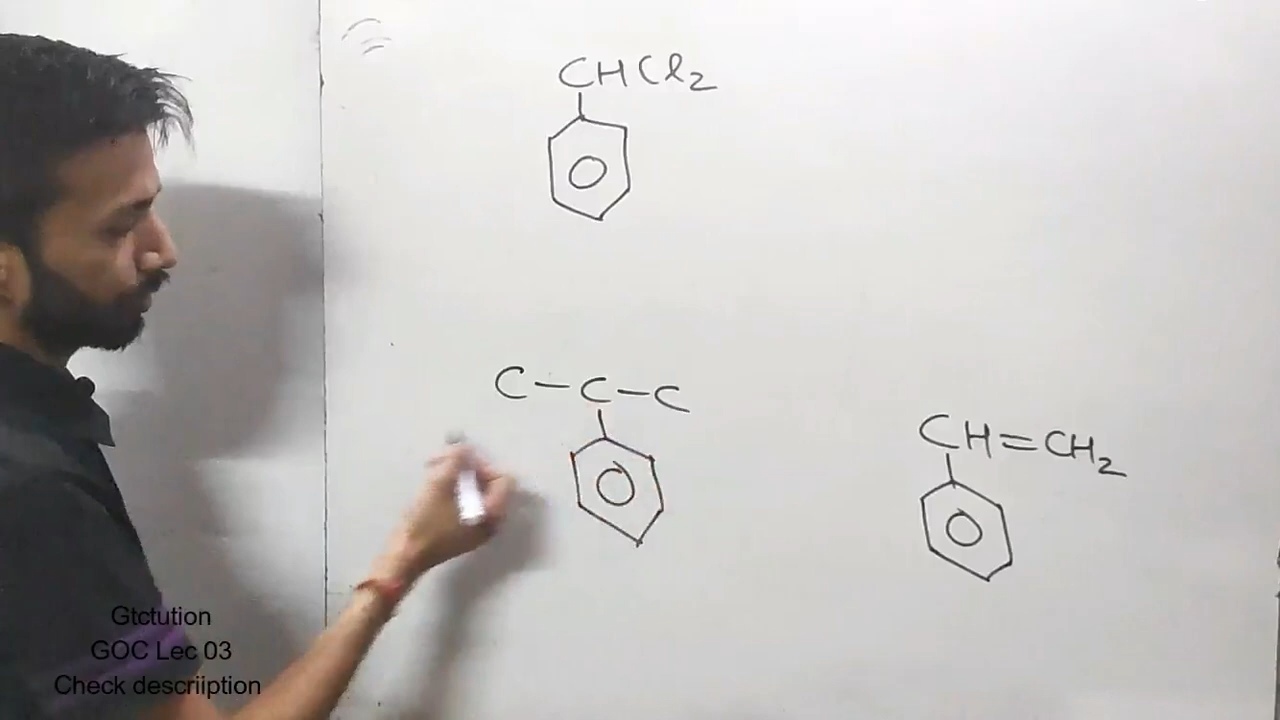 CHCl2
C-C-C
CH=CH2
Gtctution
GOC Lec 03
Check descriiption